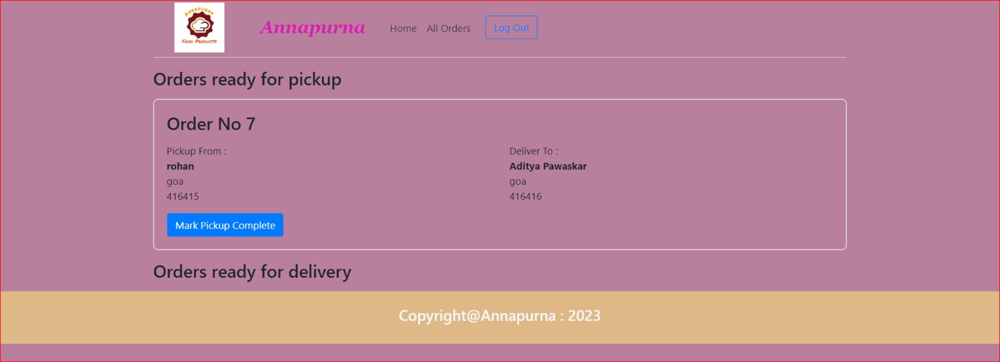 ANNAPURNA
FOOD PRODUCTS
Annapurna
Home
All Orders
Log Out
Orders ready for pickup
Order No 7
Pickup From :
rohan
goa
416415
Deliver To :
Aditya Pawaskar
goa
416416
Mark Pickup Complete
Orders ready for delivery
Copyright@Annapurna : 2023